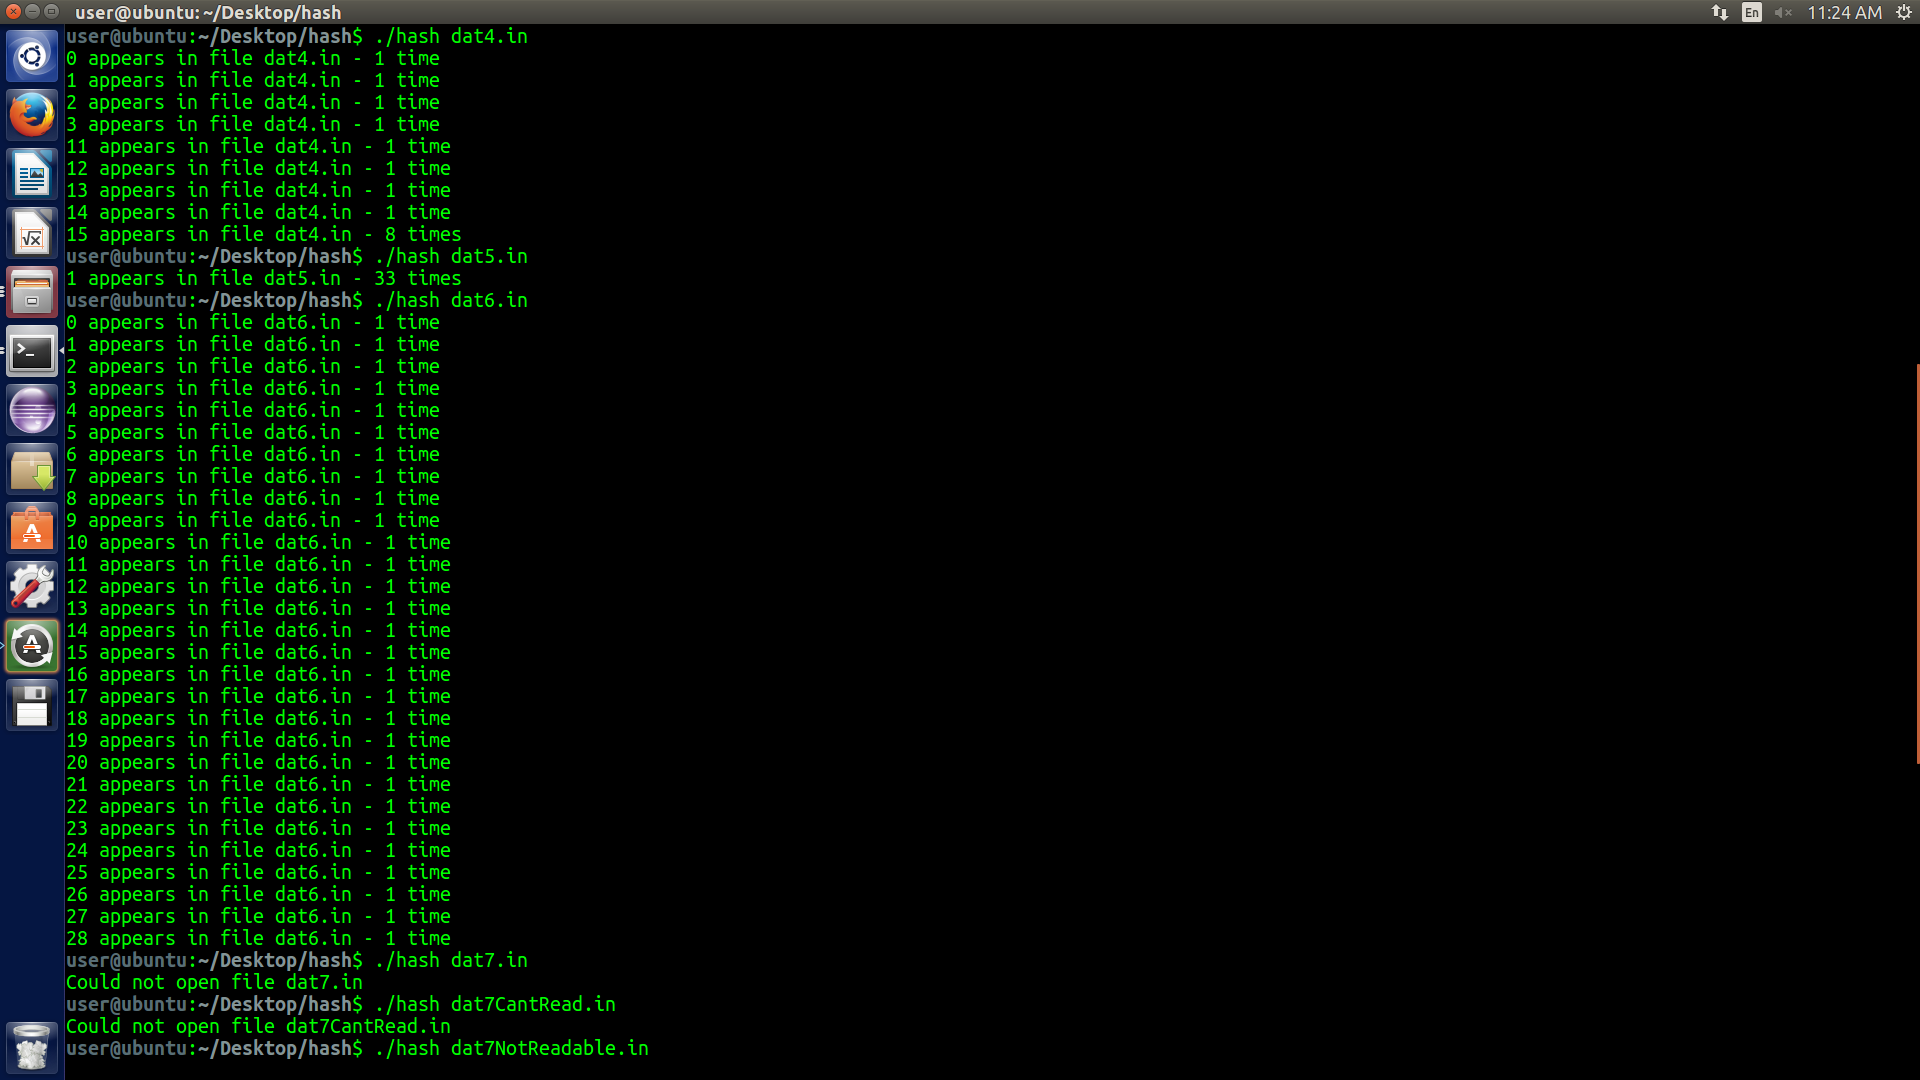 user@ubuntu: ~/Desktop/hash
En
11:24 AM
user@ubuntu:~/Desktop/hash$ ./hash dat4.in
0 appears in file dat4.in - 1 time
1 appears in file dat4.in - 1 time
2 appears in file dat4.in - 1 time
3 appears in file dat4.in - 1 time
11 appears in file dat4.in - 1 time
12 appears in file dat4.in - 1 time
13 appears in file dat4.in - 1 time
14 appears in file dat4.in - 1 time
15 appears in file dat4.in - 8 times
user@ubuntu:~/Desktop/hash$ ./hash dat5.in
1 appears in file dat5.in - 33 times
user@ubuntu:~/Desktop/hash$ ./hash dat6.in
0 appears in file dat6.in - 1 time
1 appears in file dat6.in - 1 time
2 appears in file dat6.in - 1 time
3 appears in file dat6.in - 1 time
4 appears in file dat6.in - 1 time
5 appears in file dat6.in - 1 time
6 appears in file dat6.in - 1 time
7 appears in file dat6.in - 1 time
8 appears in file dat6.in - 1 time
9 appears in file dat6.in - 1 time
10 appears in file dat6.in - 1 time
11 appears in file dat6.in - 1 time
12 appears in file dat6.in - 1 time
13 appears in file dat6.in - 1 time
14 appears in file dat6.in - 1 time
15 appears in file dat6.in - 1 time
16 appears in file dat6.in - 1 time
17 appears in file dat6.in - 1 time
18 appears in file dat6.in - 1 time
19 appears in file dat6.in - 1 time
20 appears in file dat6.in - 1 time
21 appears in file dat6.in - 1 time
22 appears in file dat6.in - 1 time
23 appears in file dat6.in - 1 time
24 appears in file dat6.in - 1 time
25 appears in file dat6.in - 1 time
26 appears in file dat6.in - 1 time
27 appears in file dat6.in - 1 time
28 appears in file dat6.in - 1 time
user@ubuntu:~/Desktop/hash$ ./hash dat7.in
Could not open file dat7.in
user@ubuntu:~/Desktop/hash$ ./hash dat7CantRead.in
Could not open file dat7CantRead.in
user@ubuntu:~/Desktop/hash$ ./hash dat7NotReadable.in